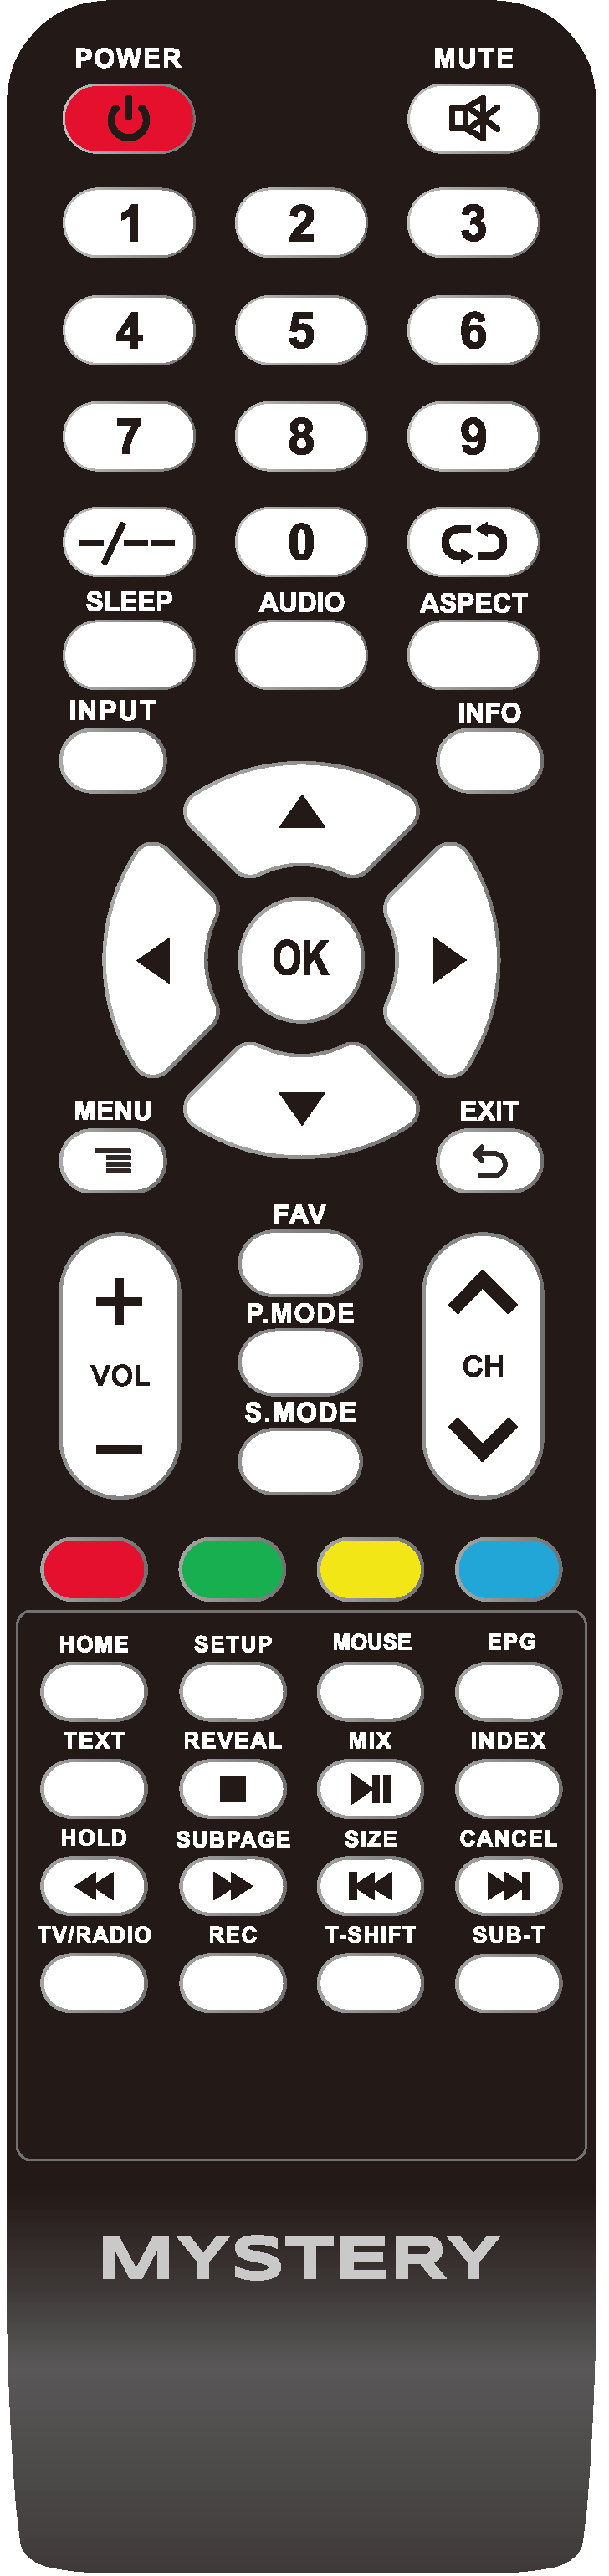 POWER MUTE
1 2 3
4 5 6
7 8 9
-/-- 0
SLEEP AUDIO ASPECT
INPUT INFO
OK
MENU EXIT
FAV
+
P.MODE
VOL CH
S.MODE
−
HOME SETUP MOUSE EPG
TEXT REVEAL MIX INDEX
HOLD SUBPAGE SIZE CANCEL
TV/RADIO REC T-SHIFT SUB-T
MYSTERY